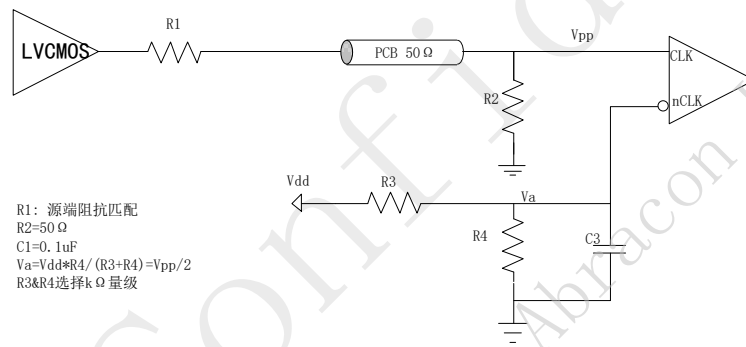 R1
LVCMOS
PCB 50Ω
Vpp
CLK
R2
nCLK
Vdd
R3
Va
R4
C3
R1: 源端阻抗匹配
R2=50Ω
C1=0.1uF
Va=Vdd*R4/(R3+R4)=Vpp/2
R3&R4选择kΩ量级
Confid
Abracon